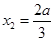 x₂ = 2a/3